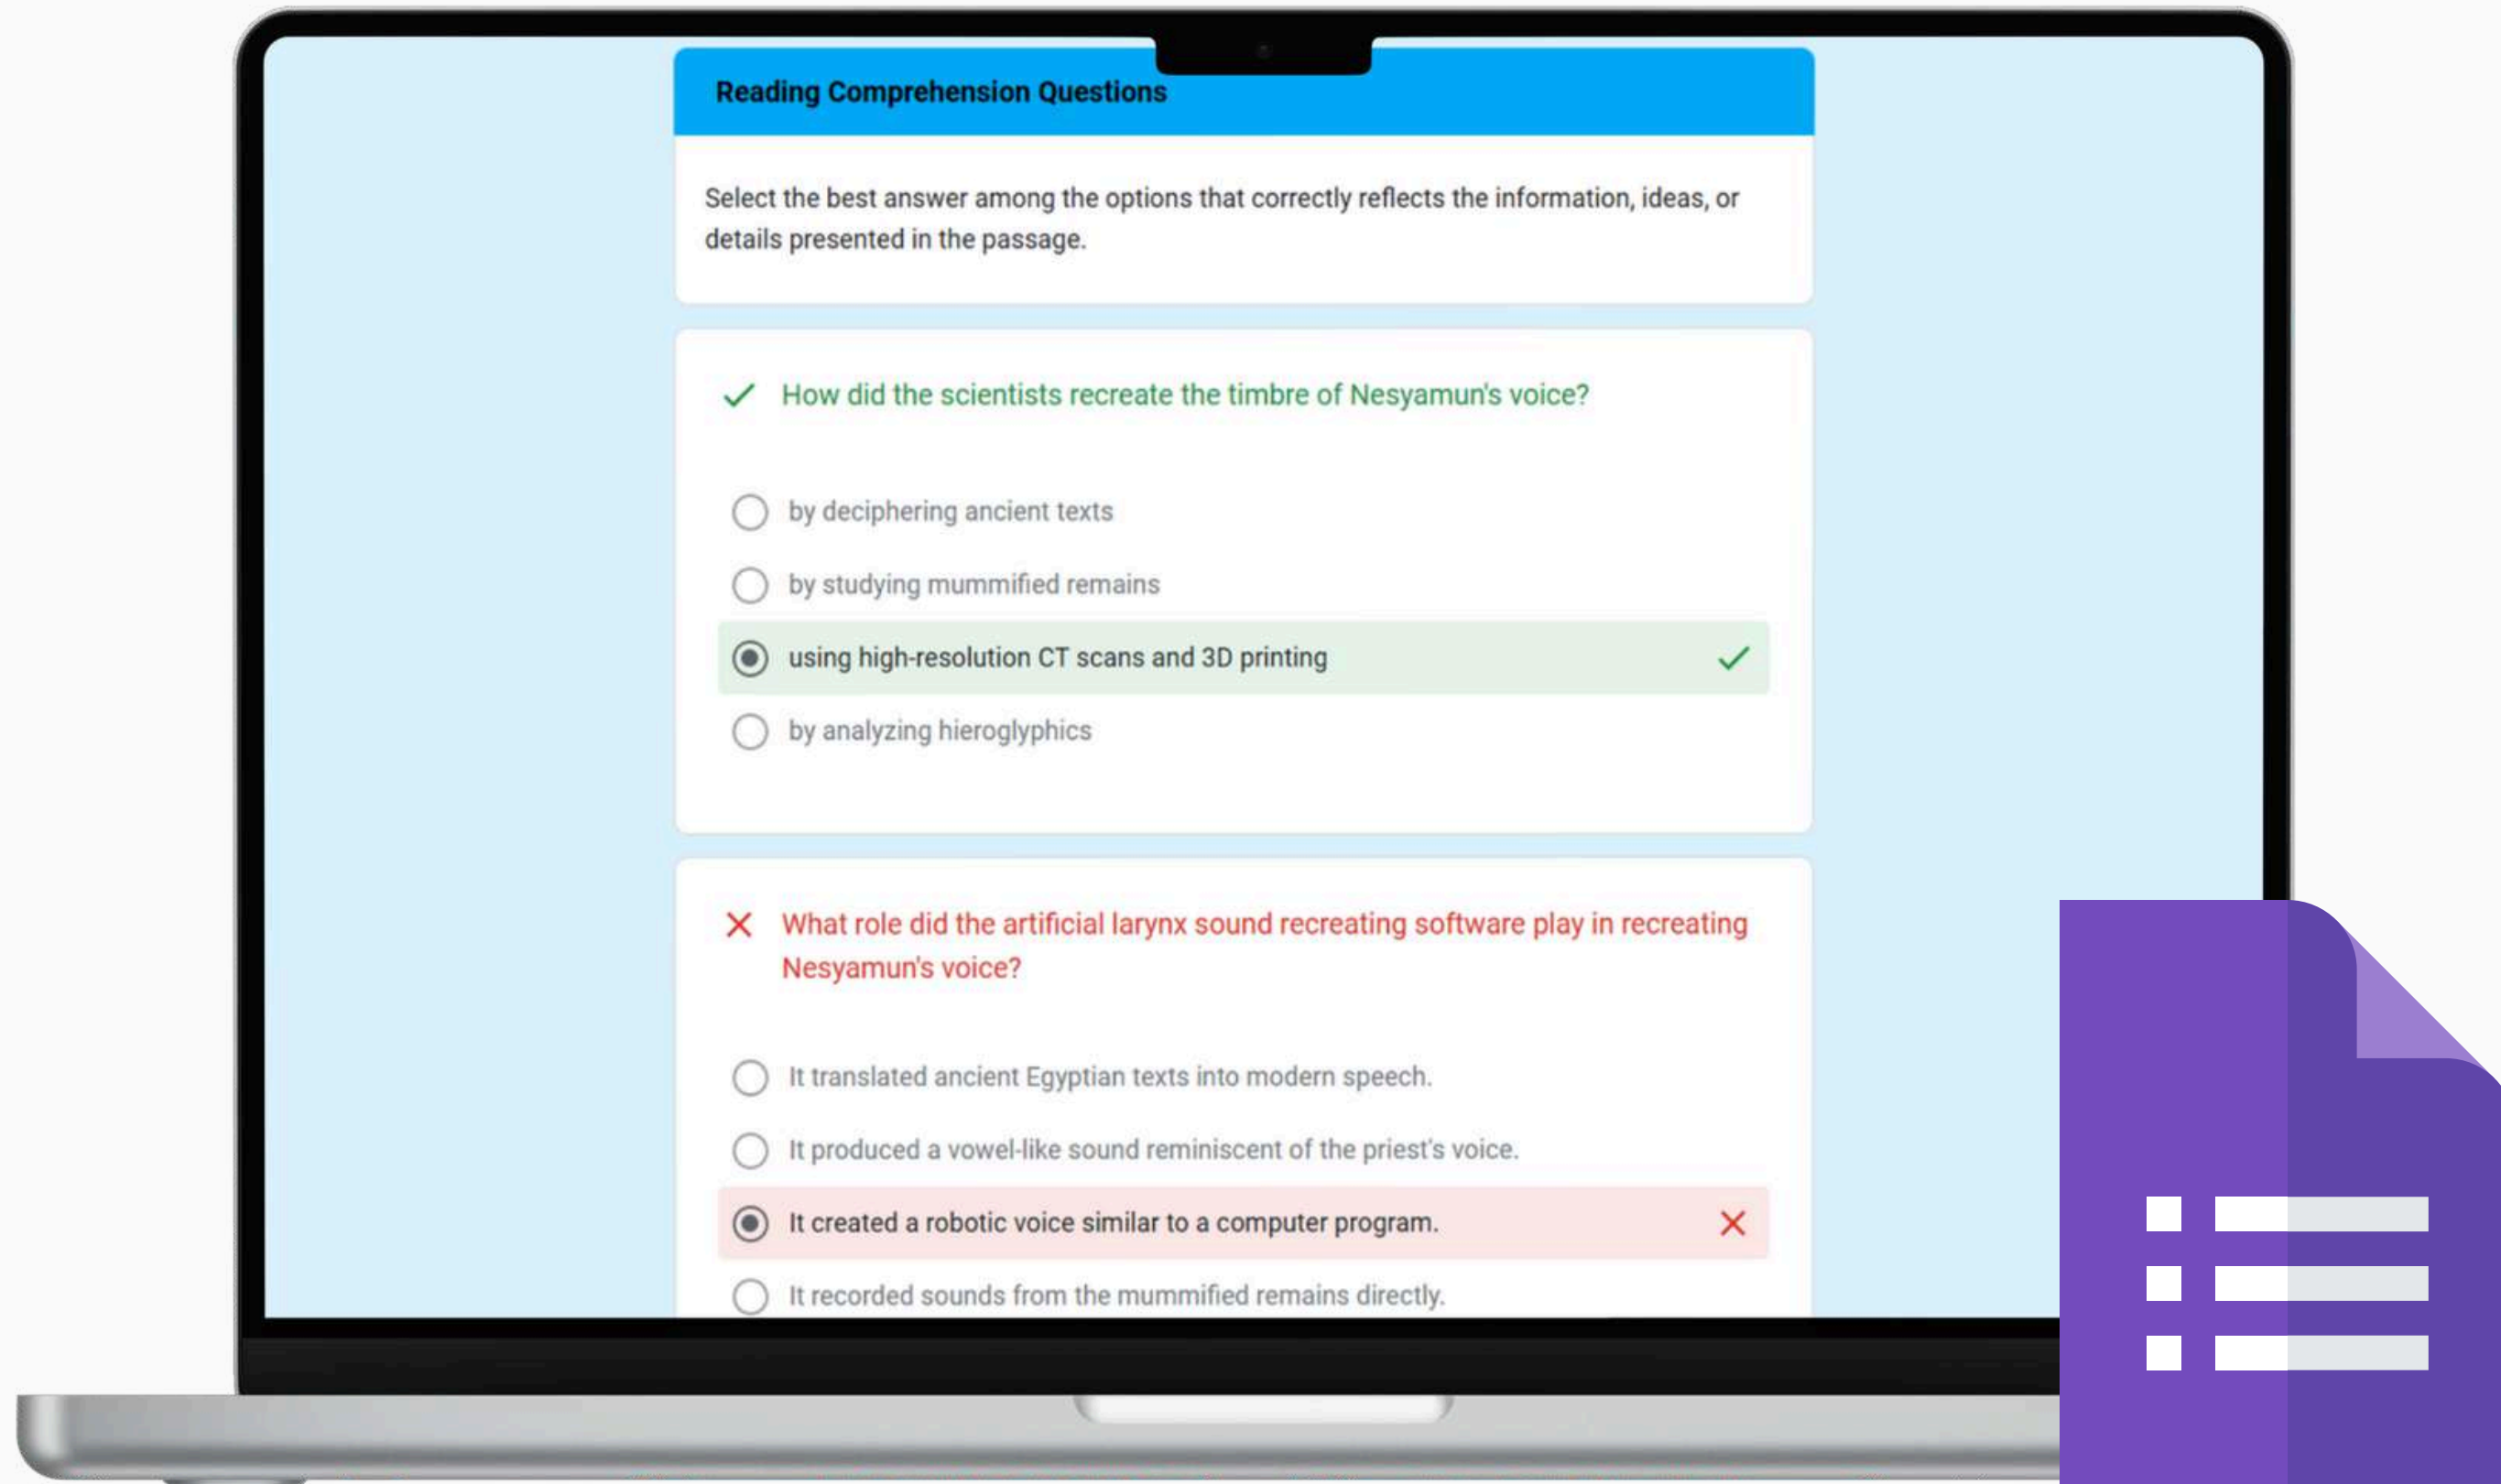 Reading Comprehension Questions
Select the best answer among the options that correctly reflects the information, ideas, or
details presented in the passage.
How did the scientists recreate the timbre of Nesyamun's voice?
by deciphering ancient texts
by studying mummified remains
using high-resolution CT scans and 3D printing
by analyzing hieroglyphics
What role did the artificial larynx sound recreating software play in recreating
Nesyamun's voice?
It translated ancient Egyptian texts into modern speech.
It produced a vowel-like sound reminiscent of the priest's voice.
It created a robotic voice similar to a computer program.
It recorded sounds from the mummified remains directly.